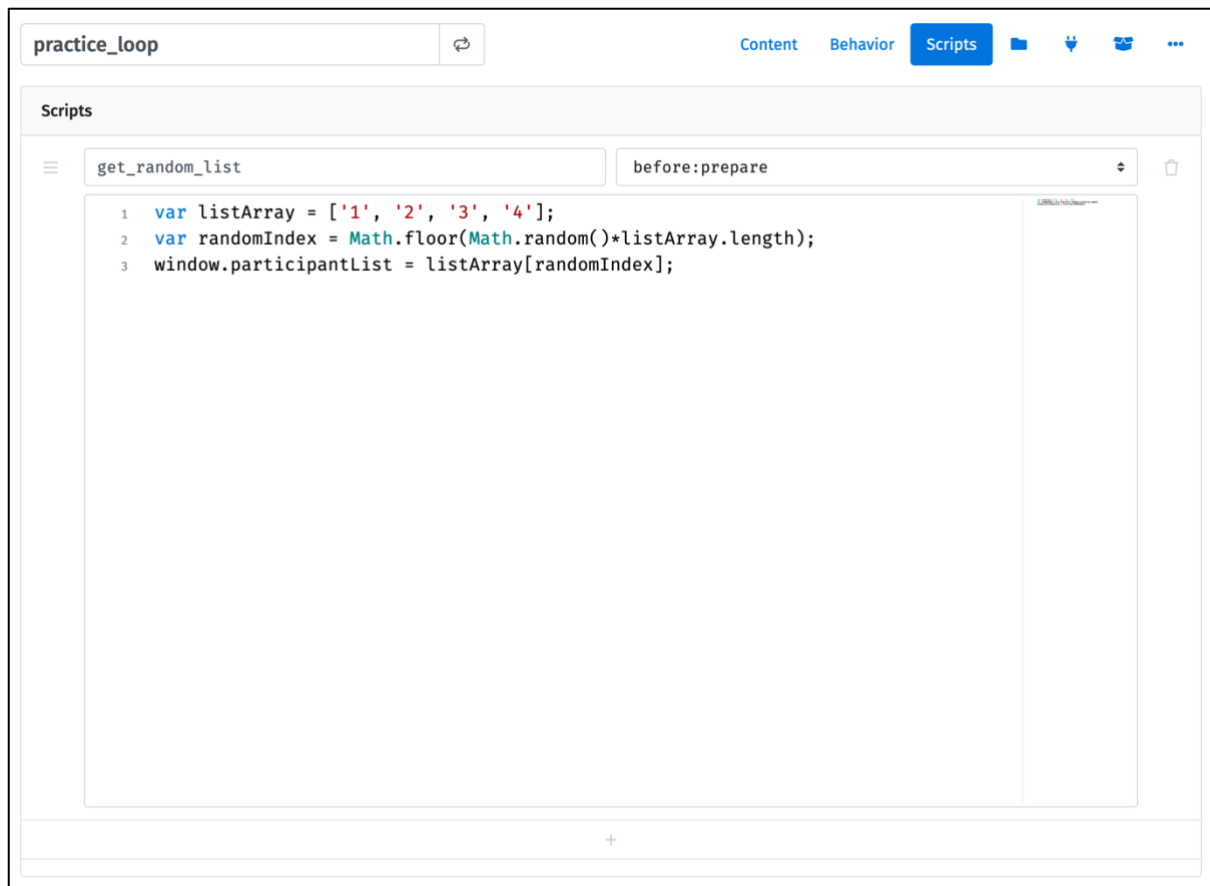 practice_loop
Content Behavior Scripts
Scripts
get_random_list before:prepare
1 var listArray = ['1', '2', '3', '4'];
2 var randomIndex = Math.floor(Math.random()*listArray.length);
3 window.participantList = listArray[randomIndex];
+